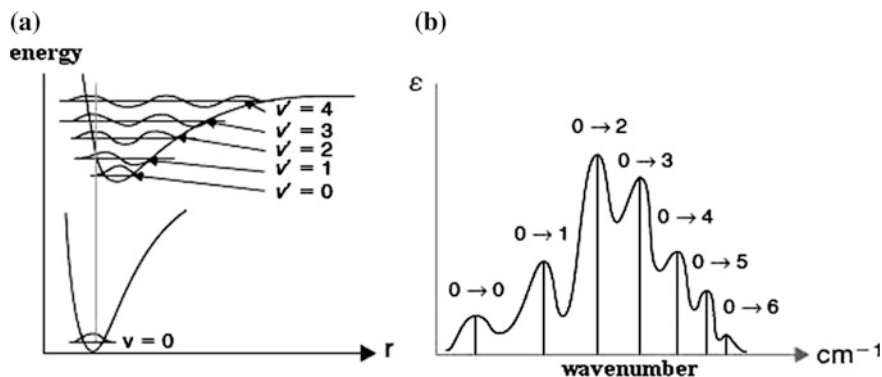 (a)
energy
v' = 4
v' = 3
v' = 2
v' = 1
v' = 0
v = 0
r
(b)
ε
0 → 0
0 → 1
0 → 2
0 → 3
0 → 4
0 → 5
0 → 6
wavenumber
cm⁻¹